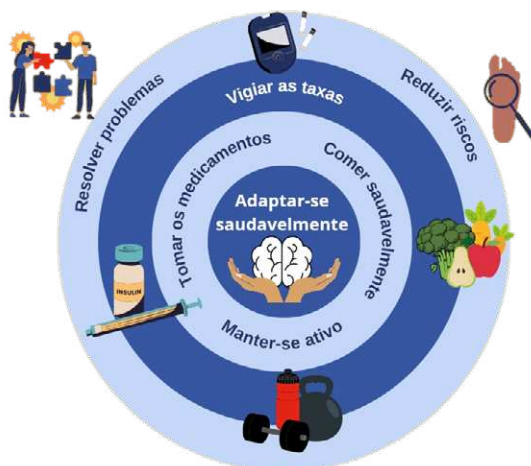 Resolver problemas
Reduzir riscos
Vigiar as taxas
Tomar os medicamentos
Comer saudavelmente
Manter-se ativo
Adaptar-se
saudavelmente
INSULIN